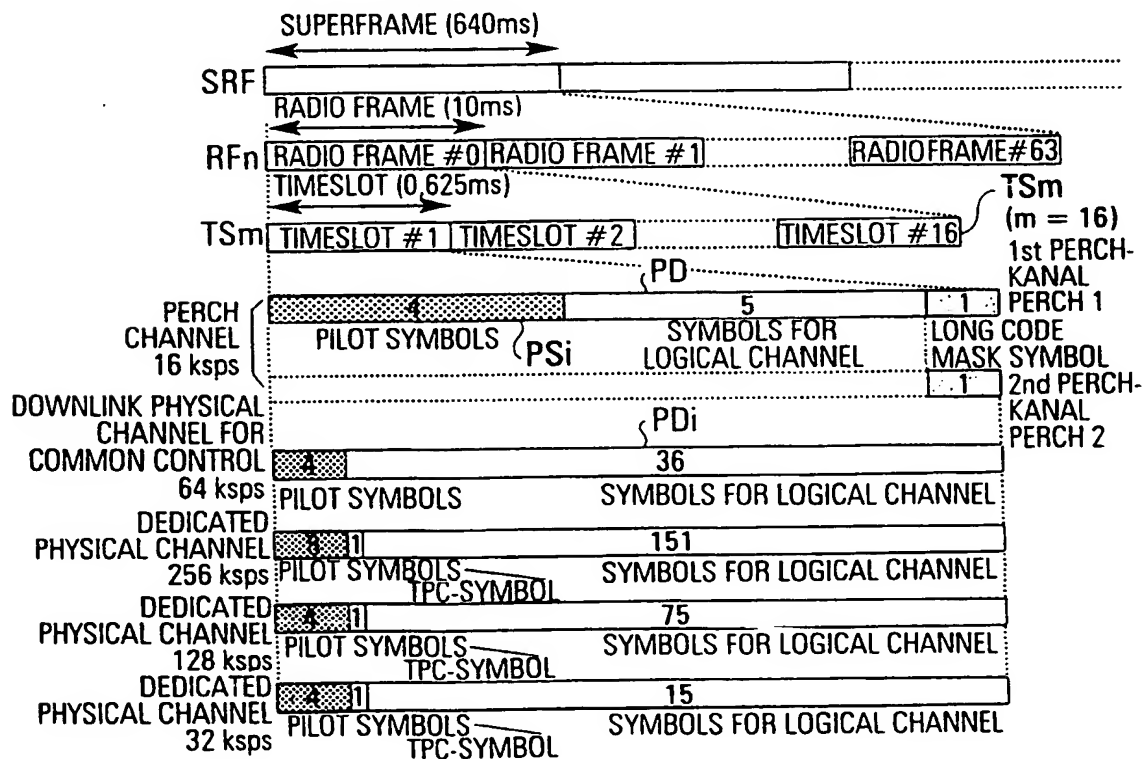 SUPERFRAME (640ms)
SRF
RADIO FRAME (10ms)
RFn RADIO FRAME #0 RADIO FRAME #1 RADIOFRAME#63
TIMESLOT (0,625ms)
TSm TIMESLOT #1 TIMESLOT #2 TIMESLOT #16
TSm
(m = 16)
PD
1st PERCH-
KANAL
PERCH 1
PERCH
CHANNEL
16 ksps
4 5 1
PILOT SYMBOLS
PSi
SYMBOLS FOR
LOGICAL CHANNEL
LONG CODE
MASK SYMBOL
1
2nd PERCH-
KANAL
PERCH 2
DOWNLINK PHYSICAL
CHANNEL FOR
COMMON CONTROL
64 ksps
PDi
4 36
PILOT SYMBOLS SYMBOLS FOR LOGICAL CHANNEL
DEDICATED
PHYSICAL CHANNEL
256 ksps
8 1 151
PILOT SYMBOLS SYMBOLS FOR LOGICAL CHANNEL
TPC-SYMBOL
DEDICATED
PHYSICAL CHANNEL
128 ksps
4 1 75
PILOT SYMBOLS SYMBOLS FOR LOGICAL CHANNEL
TPC-SYMBOL
DEDICATED
PHYSICAL CHANNEL
32 ksps
4 1 15
PILOT SYMBOLS SYMBOLS FOR LOGICAL CHANNEL
TPC-SYMBOL